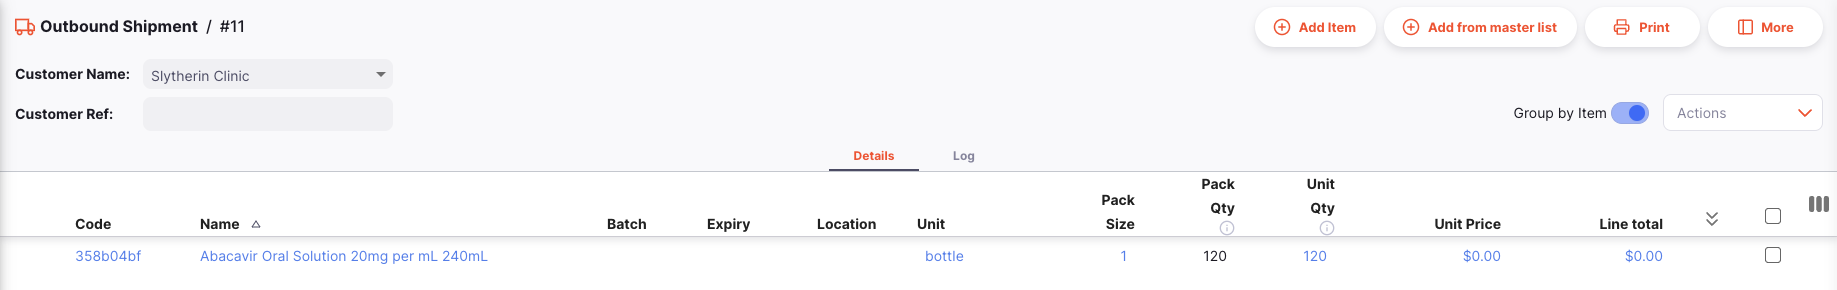 Outbound Shipment / #11
Add Item
Add from master list
Print
More
Customer Name: Slytherin Clinic
Customer Ref:
Group by Item
Actions
Details
Log
Code Name Batch Expiry Location Unit Pack Size Pack Qty Unit Qty Unit Price Line total
358b04bf Abacavir Oral Solution 20mg per mL 240mL bottle 1 120 120 $0.00 $0.00